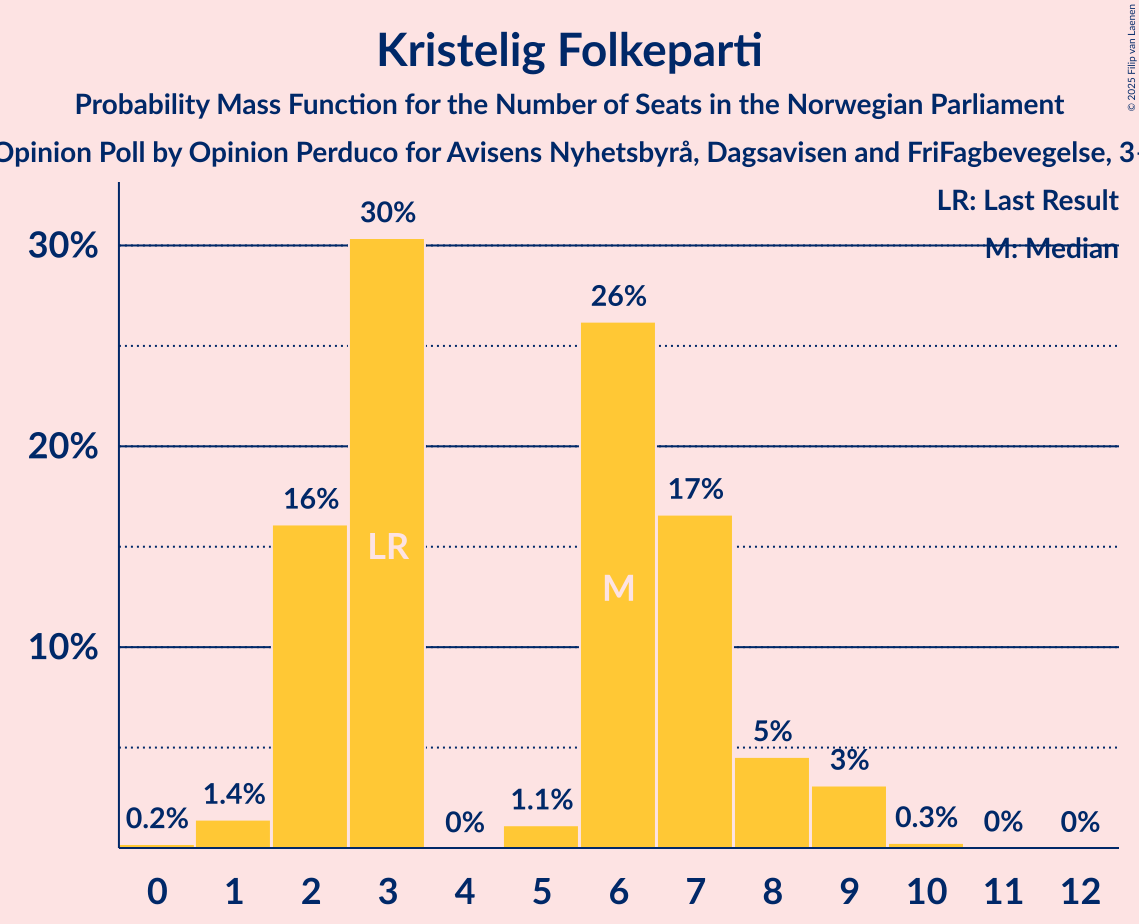 Kristelig Folkeparti
Probability Mass Function for the Number of Seats in the Norwegian Parliament
Opinion Poll by Opinion Perduco for Avisens Nyhetsbyrå, Dagsavisen and FriFagbevegelse, 3-
© 2025 Filip van Laenen
LR: Last Result
M: Median
30%
20%
10%
0.2%
1.4%
16%
30%
0%
1.1%
26%
17%
5%
3%
0.3%
0%
0%
LR
M
0 1 2 3 4 5 6 7 8 9 10 11 12